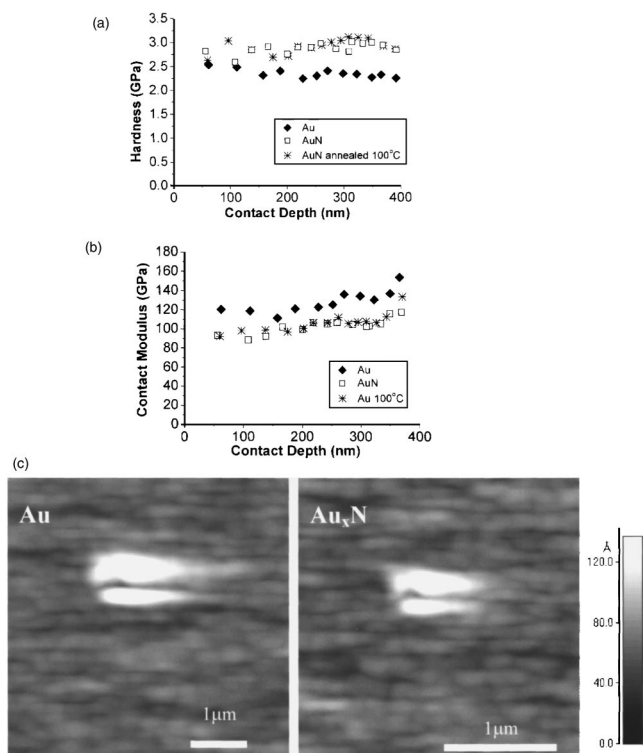 (a)
3.5
3.0
2.5
2.0
1.5
1.0
0.5
0.0
Hardness (GPa)
Au
AuN
AuN annealed 100°C
0 100 200 300 400
Contact Depth (nm)
(b)
180
160
140
120
100
80
60
40
20
0
Contact Modulus (GPa)
Au
AuN
Au 100°C
0 100 200 300 400
Contact Depth (nm)
(c)
Au
1μm
AuxN
1μm
Å
120.0
80.0
40.0
0.0